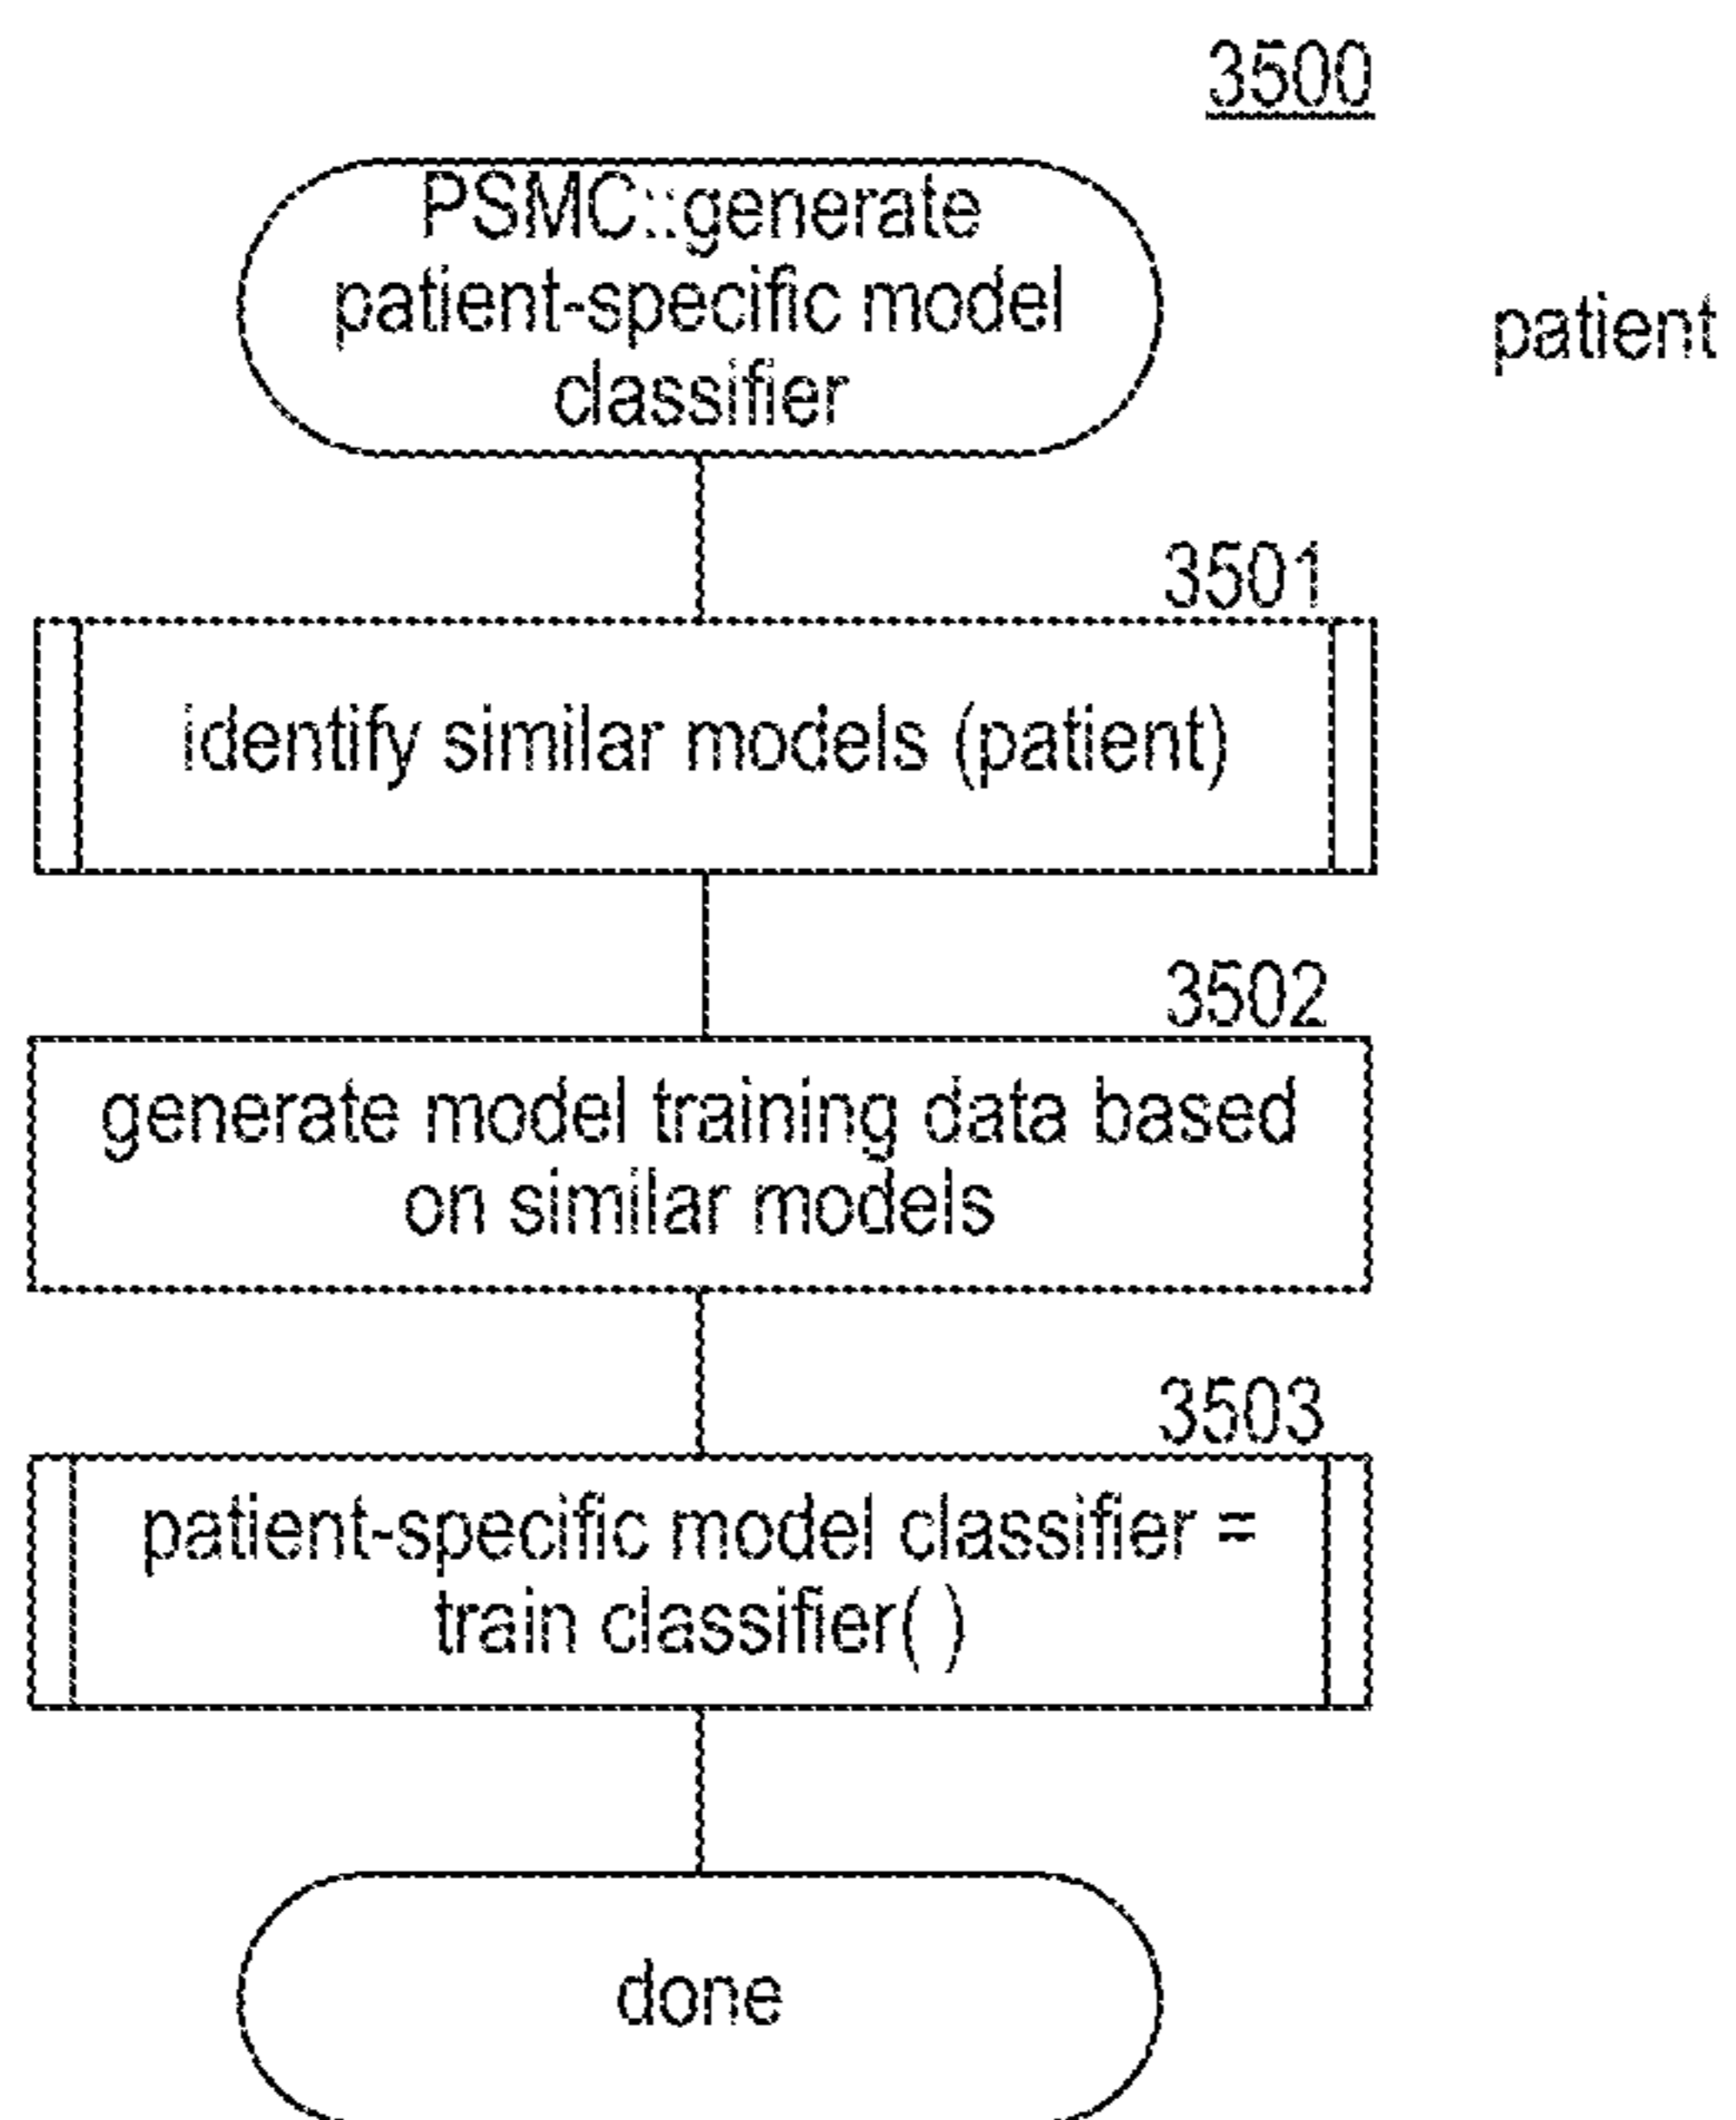 3500
PSMC::generate
patient-specific model
classifier
patient
3501
identify similar models (patient)
3502
generate model training data based
on similar models
3503
patient-specific model classifier =
train classifier( )
done